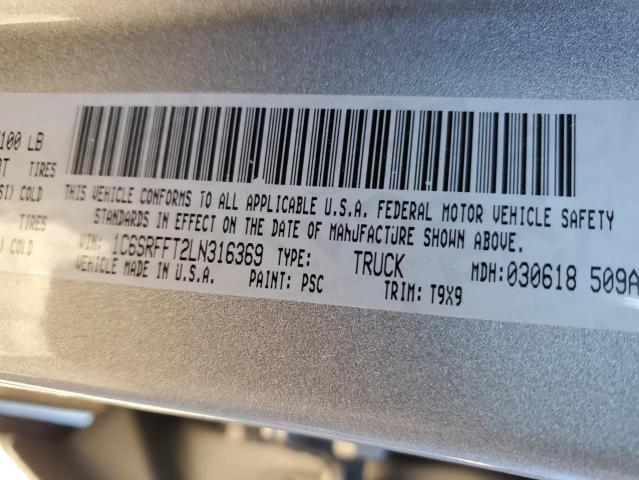 100 LB
TIRES
SI) COLD
TIRES
) COLD
THIS VEHICLE CONFORMS TO ALL APPLICABLE U.S.A. FEDERAL MOTOR VEHICLE SAFETY
STANDARDS IN EFFECT ON THE DATE OF MANUFACTURE SHOWN ABOVE.
VIN: 1C6SRFFT2LN316369 TYPE: TRUCK MDH:030618 509A
VEHICLE MADE IN U.S.A. PAINT: PSC TRIM: T9X9